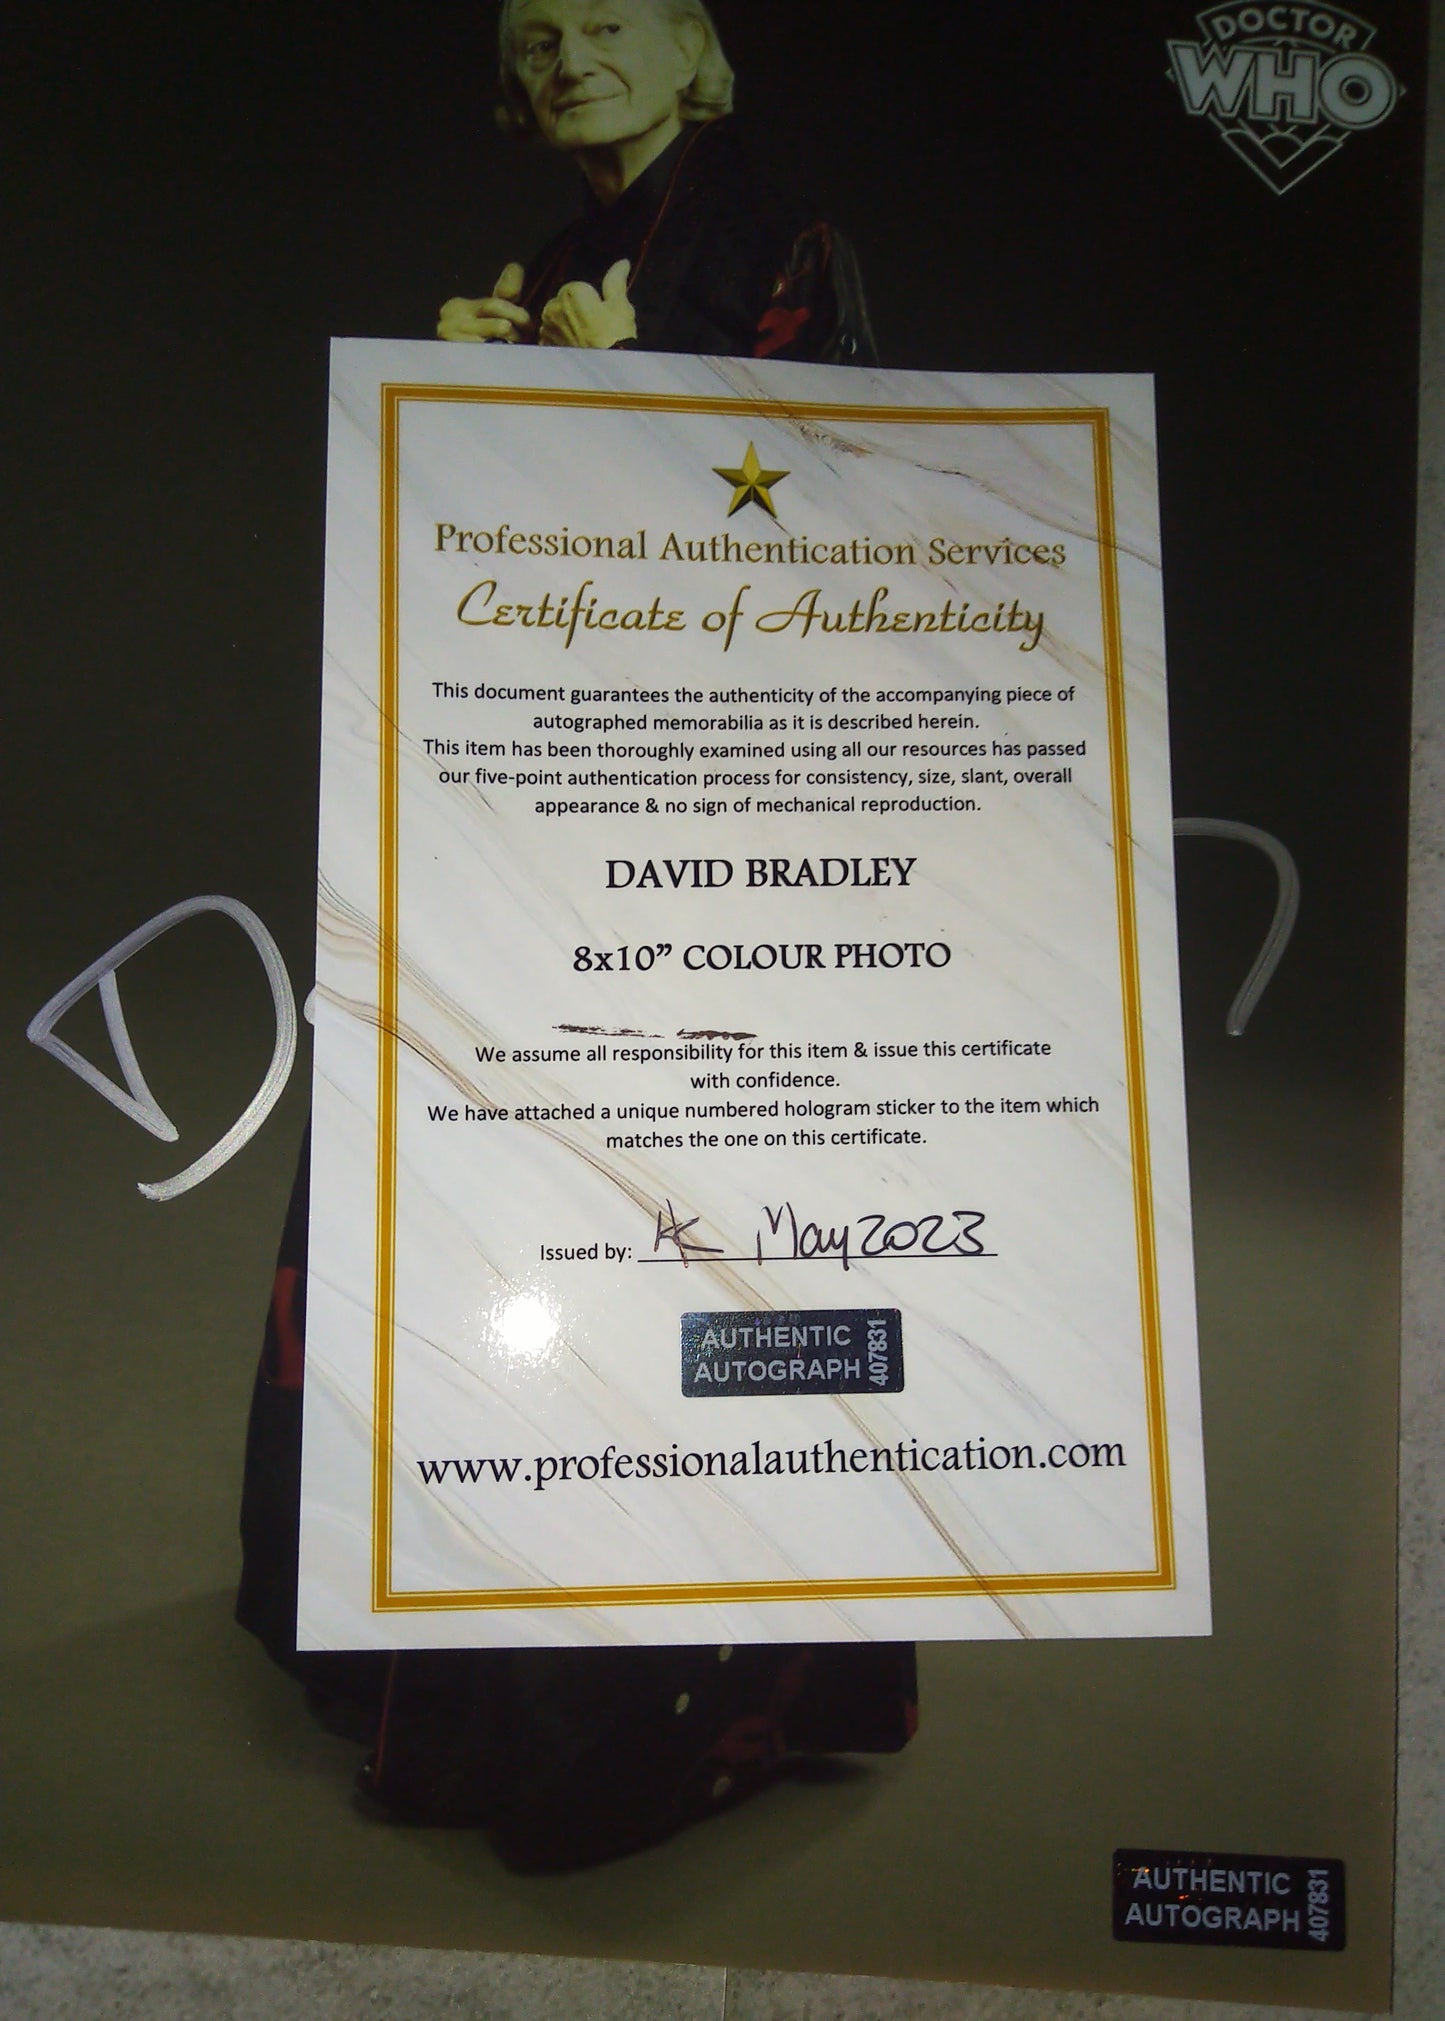 DOCTOR
WHO
Professional Authentication Services
Certificate of Authenticity
This document guarantees the authenticity of the accompanying piece of
autographed memorabilia as it is described herein.
This item has been thoroughly examined using all our resources has passed
our five-point authentication process for consistency, size, slant, overall
appearance & no sign of mechanical reproduction.
DAVID BRADLEY
8x10” COLOUR PHOTO
We assume all responsibility for this item & issue this certificate
with confidence.
We have attached a unique numbered hologram sticker to the item which
matches the one on this certificate.
Issued by: May 2023
AUTHENTIC
AUTOGRAPH
407831
www.professionalauthentication.com
AUTHENTIC
AUTOGRAPH
407831